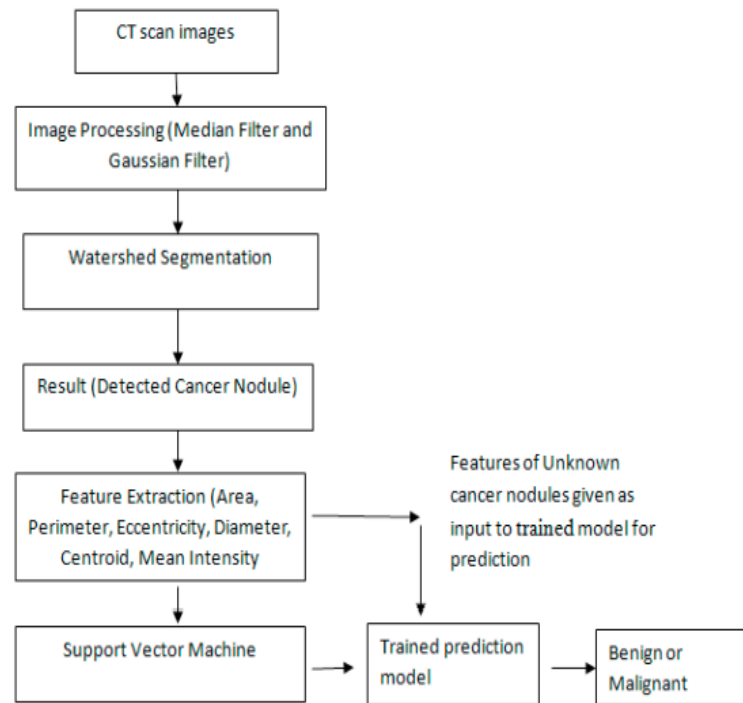 CT scan images
Image Processing (Median Filter and
Gaussian Filter)
Watershed Segmentation
Result (Detected Cancer Nodule)
Feature Extraction (Area,
Perimeter, Eccentricity, Diameter,
Centroid, Mean Intensity
Features of Unknown
cancer nodules given as
input to trained model for
prediction
Support Vector Machine
Trained prediction
model
Benign or
Malignant